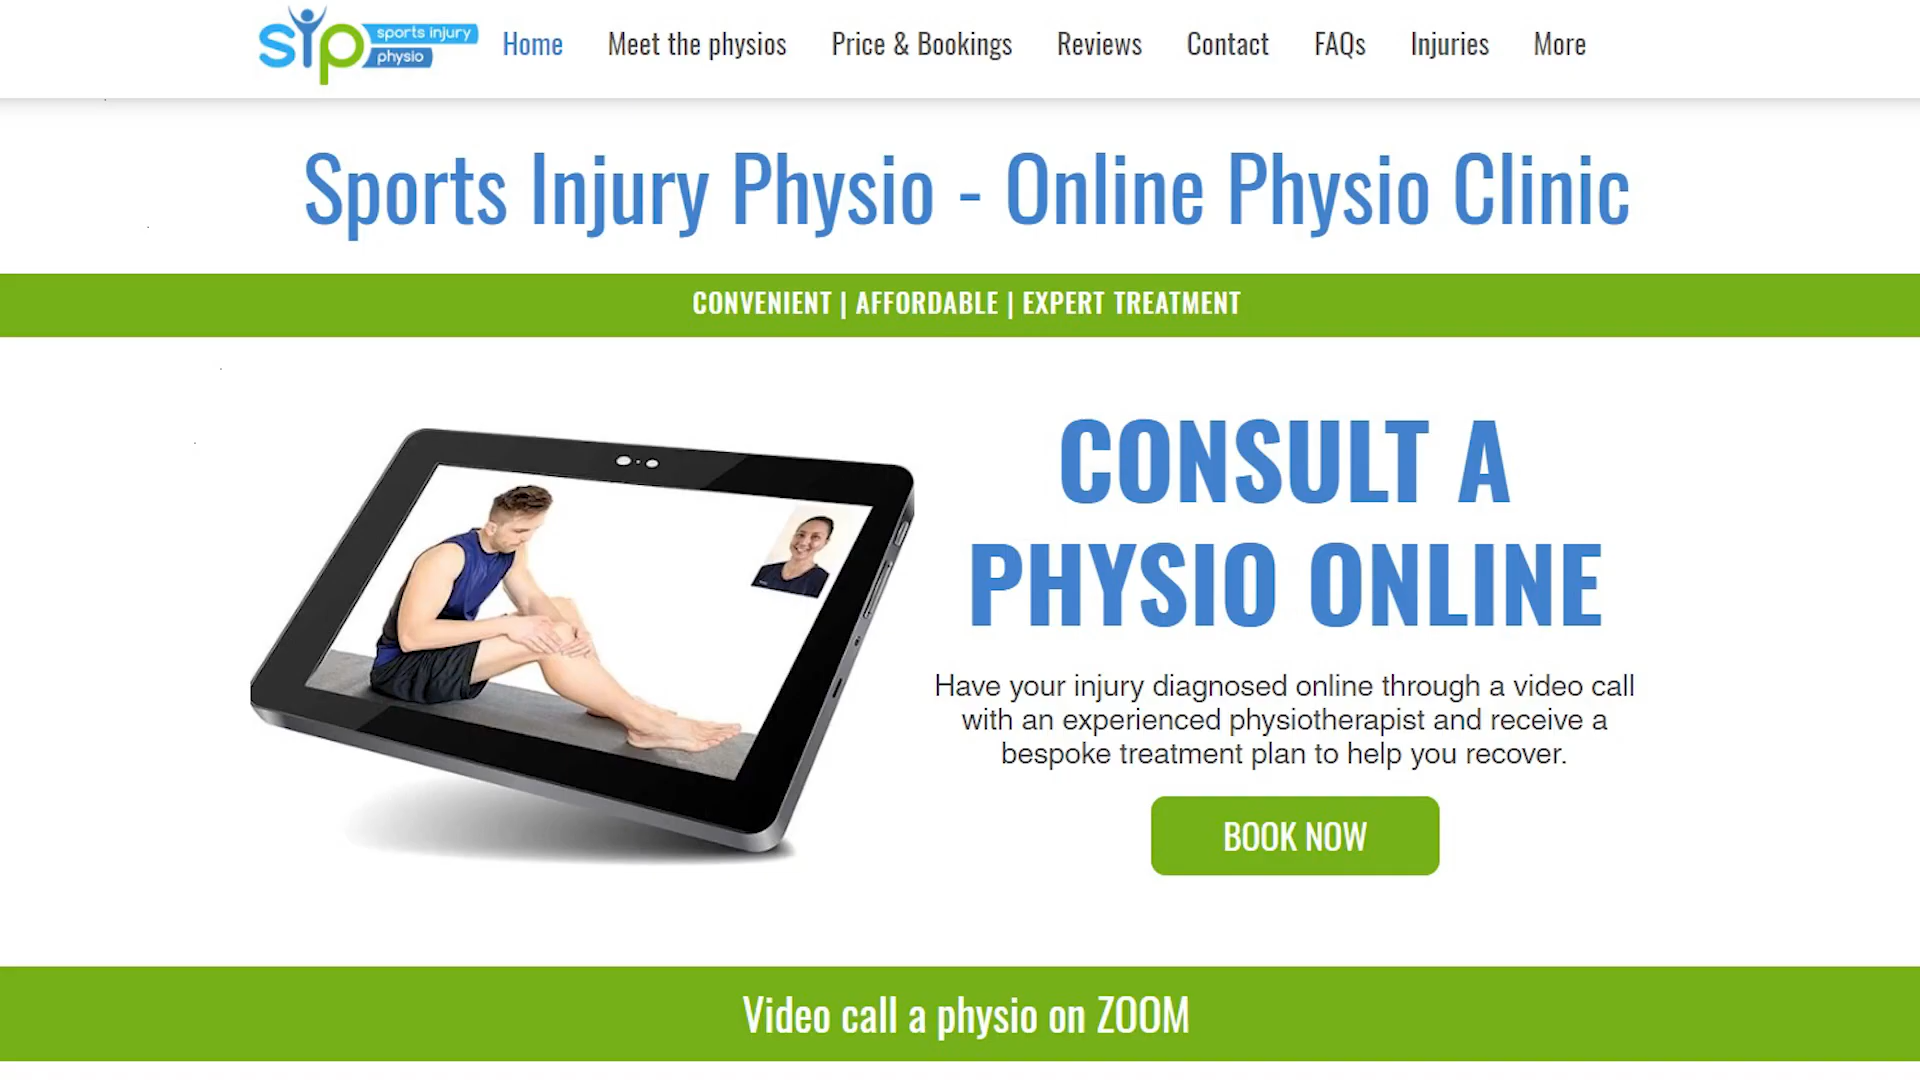 sip sports injury
physio
Home Meet the physios Price & Bookings Reviews Contact FAQs Injuries More
Sports Injury Physio - Online Physio Clinic
CONVENIENT | AFFORDABLE | EXPERT TREATMENT
CONSULT A
PHYSIO ONLINE
Have your injury diagnosed online through a video call
with an experienced physiotherapist and receive a
bespoke treatment plan to help you recover.
BOOK NOW
Video call a physio on ZOOM